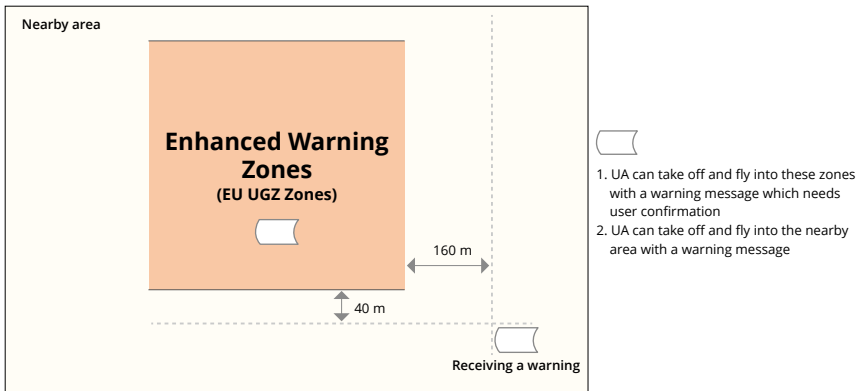 Nearby area
Enhanced Warning
Zones
(EU UGZ Zones)
160 m
40 m
Receiving a warning
1. UA can take off and fly into these zones
with a warning message which needs
user confirmation
2. UA can take off and fly into the nearby
area with a warning message